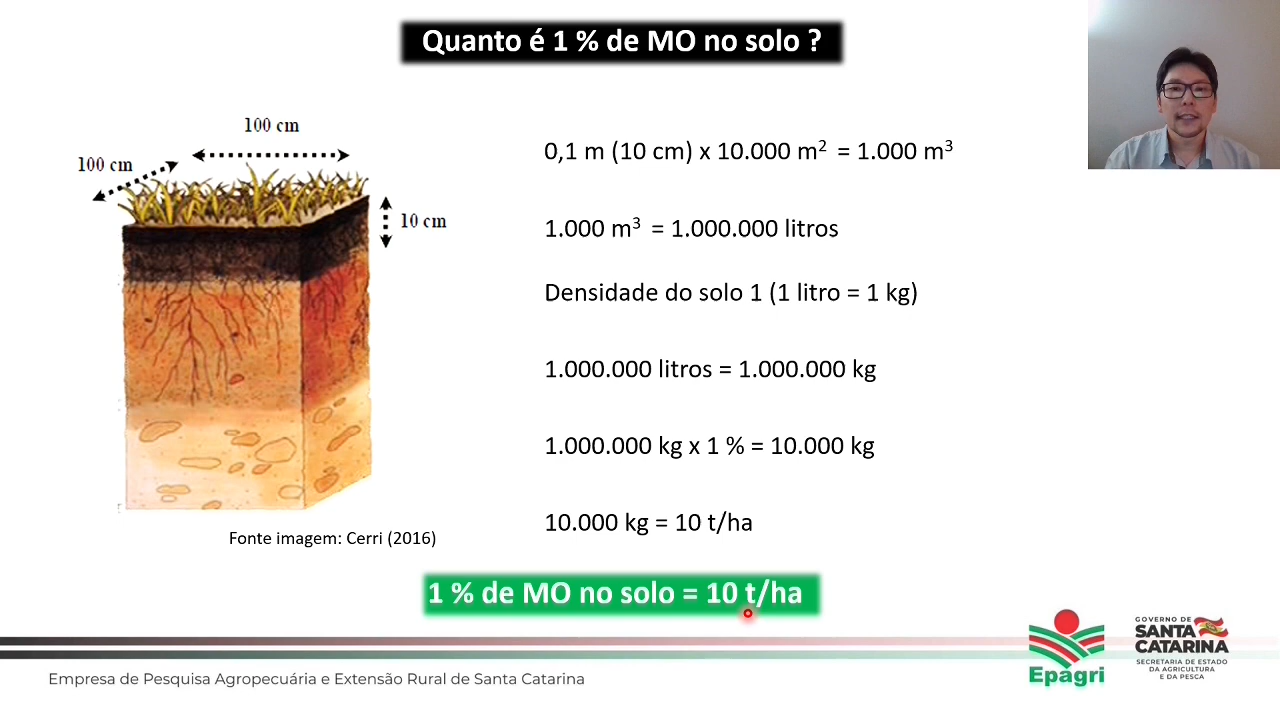 Quanto é 1 % de MO no solo ?
100 cm
100 cm
10 cm
0,1 m (10 cm) x 10.000 m² = 1.000 m³
1.000 m³ = 1.000.000 litros
Densidade do solo 1 (1 litro = 1 kg)
1.000.000 litros = 1.000.000 kg
1.000.000 kg x 1 % = 10.000 kg
10.000 kg = 10 t/ha
Fonte imagem: Cerri (2016)
1 % de MO no solo = 10 t/ha
Empresa de Pesquisa Agropecuária e Extensão Rural de Santa Catarina
Epagri
GOVERNO DE
SANTA
CATARINA
SECRETARIA DE ESTADO
DA AGRICULTURA
E DA PESCA